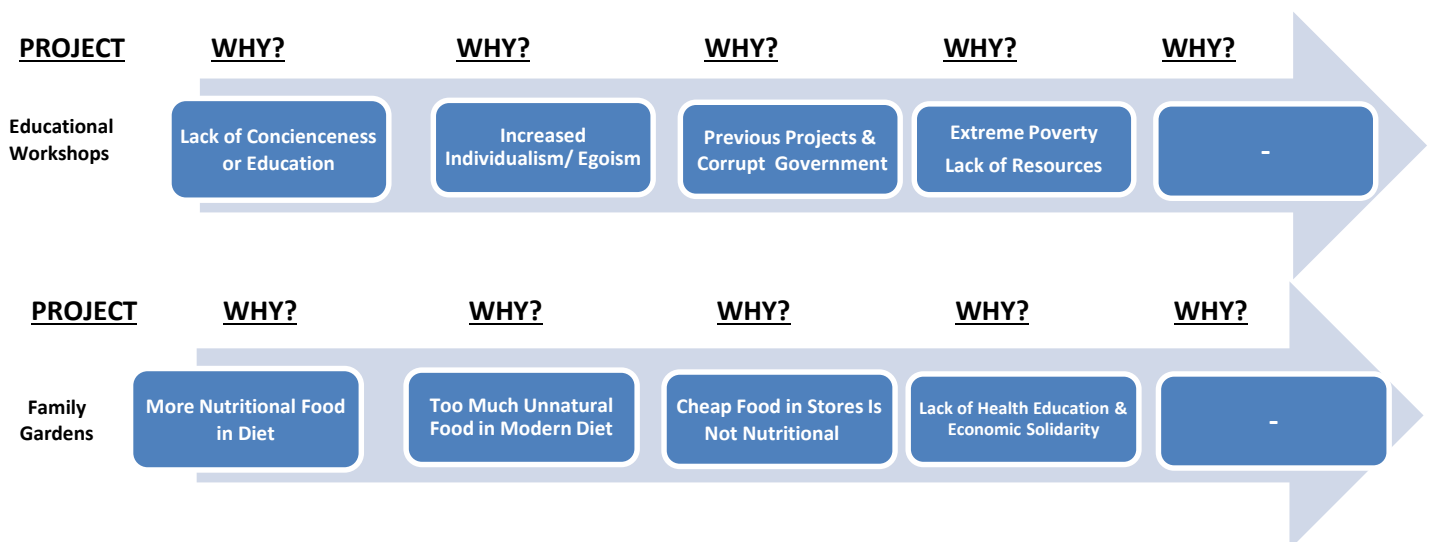 PROJECT WHY? WHY? WHY? WHY? WHY?
Educational
Workshops
Lack of Concienceness
or Education
Increased
Individualism/ Egoism
Previous Projects &
Corrupt Government
Extreme Poverty
Lack of Resources
-
PROJECT WHY? WHY? WHY? WHY? WHY?
Family
Gardens
More Nutritional Food
in Diet
Too Much Unnatural
Food in Modern Diet
Cheap Food in Stores Is
Not Nutritional
Lack of Health Education &
Economic Solidarity
-